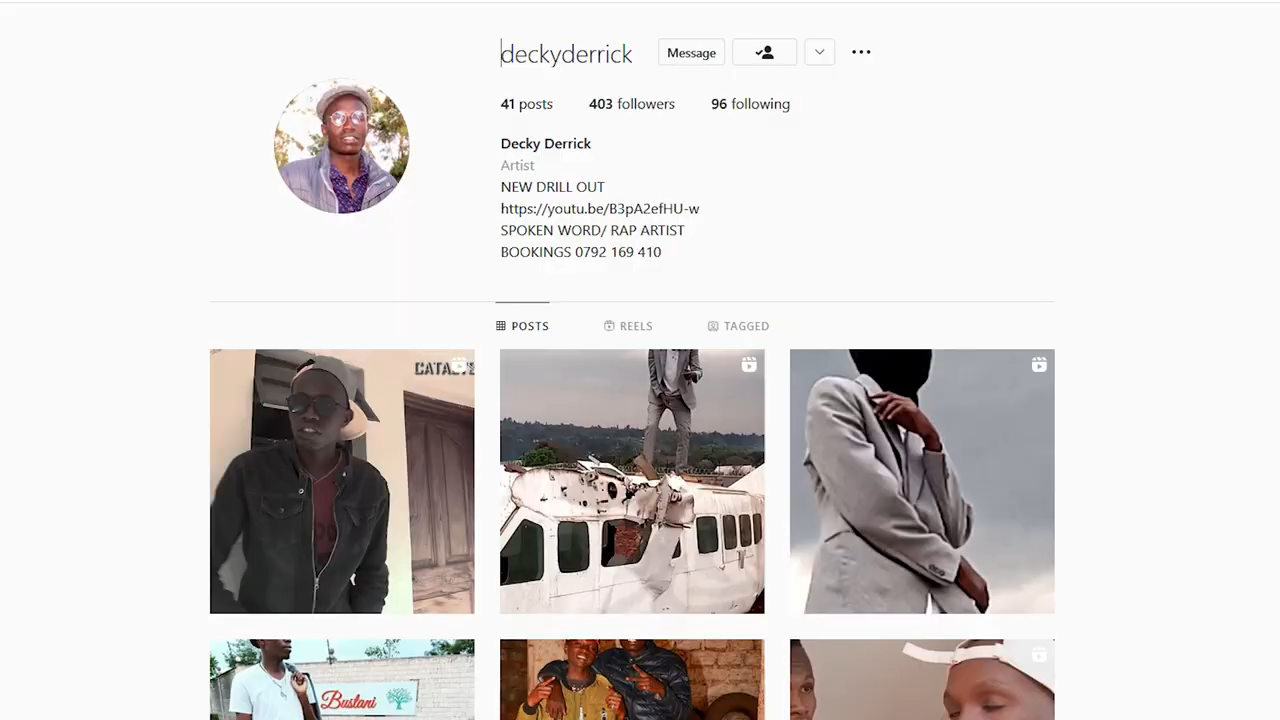 deckyderrick Message
41 posts 403 followers 96 following
Decky Derrick
Artist
NEW DRILL OUT
https://youtu.be/B3pA2efHU-w
SPOKEN WORD/ RAP ARTIST
BOOKINGS 0792 169 410
POSTS REELS TAGGED
Bustani